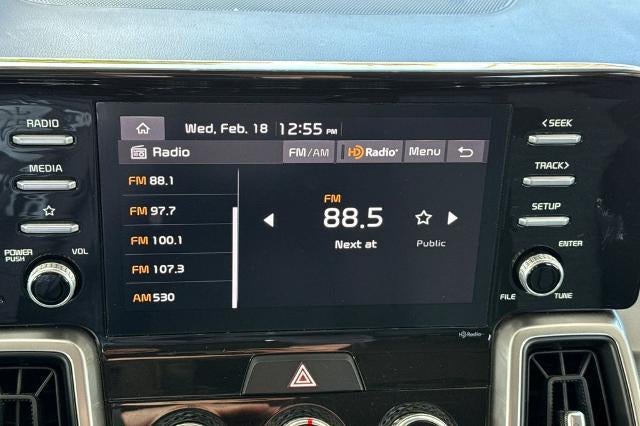 RADIO
MEDIA
POWER
PUSH
VOL
Wed, Feb. 18 12:55 PM
Radio FM/AM HD Radio Menu
FM 88.1
FM 97.7
FM 100.1
FM 107.3
AM 530
FM
88.5
Next at Public
HD Radio
<SEEK
TRACK>
SETUP
ENTER
FILE TUNE